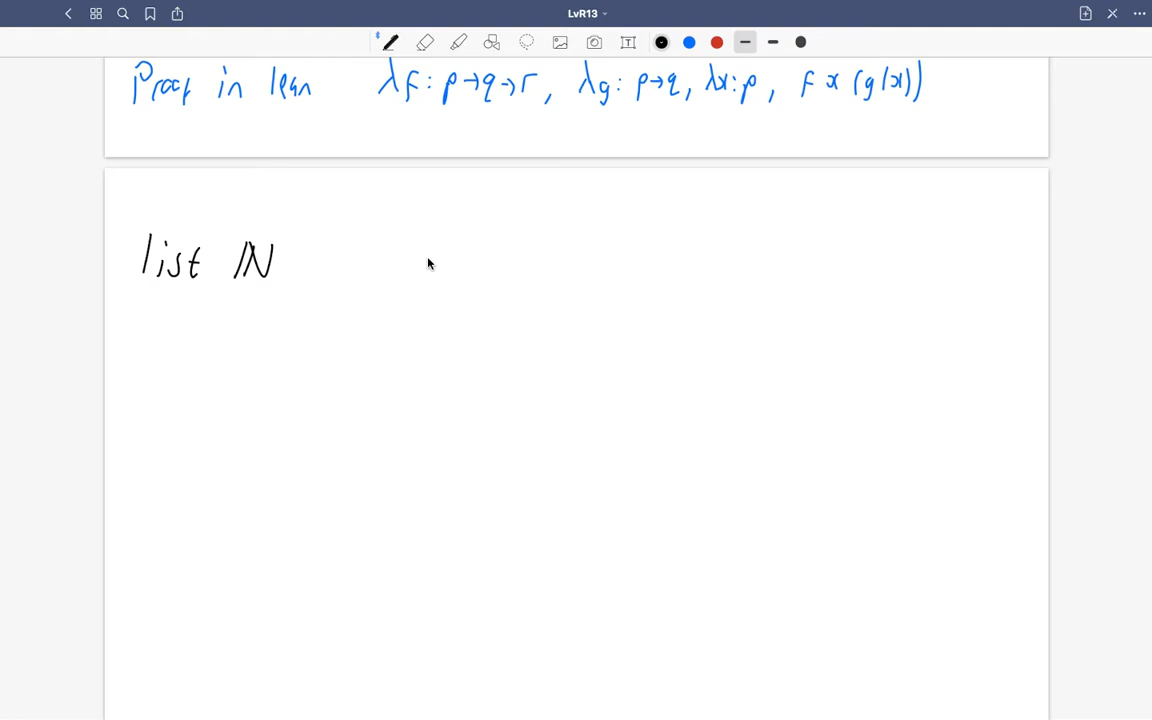 LvR13
Proof in lean λf: p→q→r, λg: p→q, λx:p, f x (g(x))
list ℕ